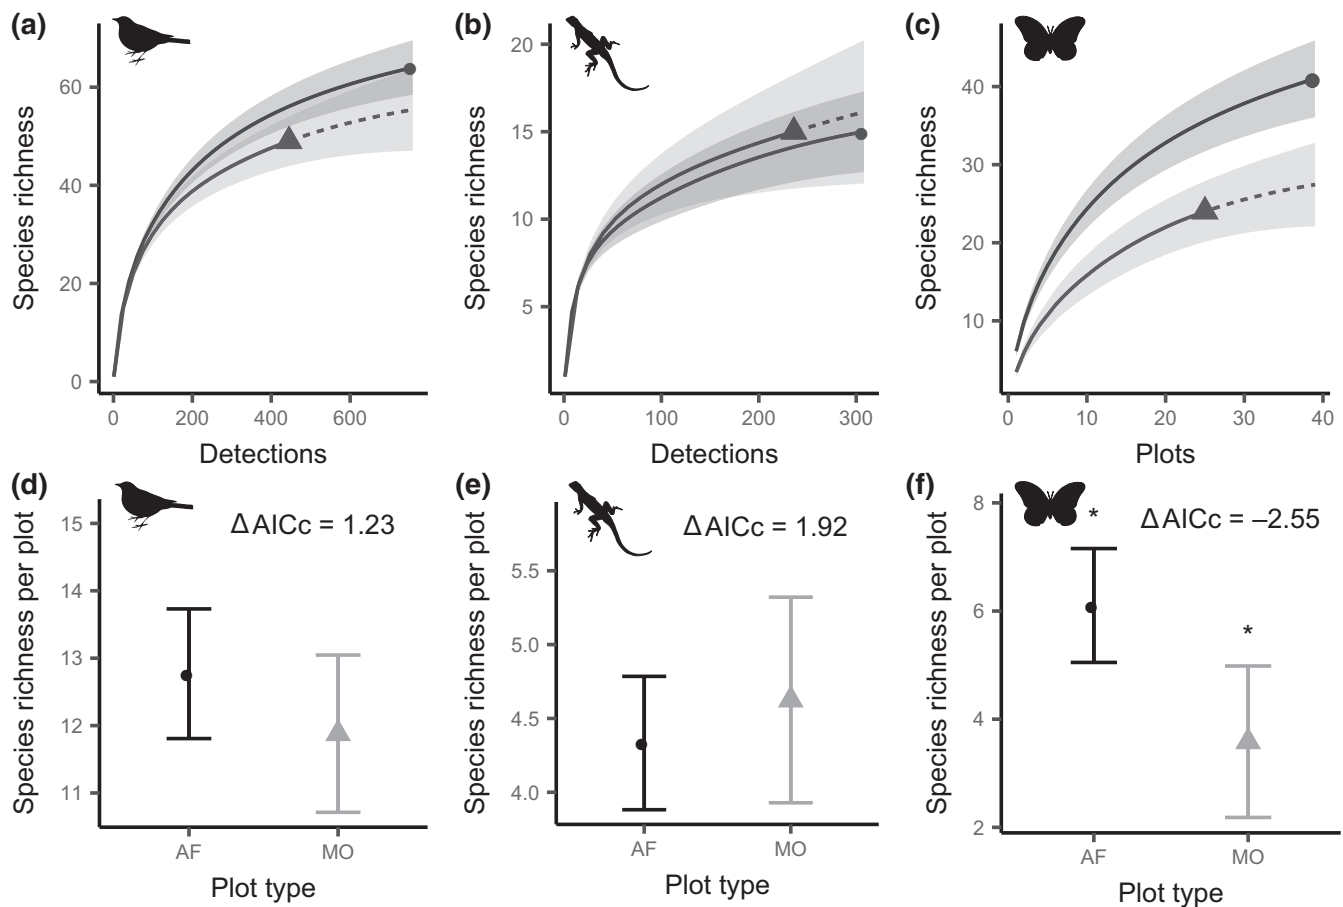 (a)
Species richness
60
40
20
0
0 200 400 600
Detections
(b)
Species richness
20
15
10
5
0 100 200 300
Detections
(c)
Species richness
40
30
20
10
0 10 20 30 40
Plots
(d)
Species richness per plot
ΔAICc = 1.23
15
14
13
12
11
AF MO
Plot type
(e)
Species richness per plot
ΔAICc = 1.92
5.5
5.0
4.5
4.0
AF MO
Plot type
(f)
Species richness per plot
ΔAICc = –2.55
8
*
6
*
4
2
AF MO
Plot type